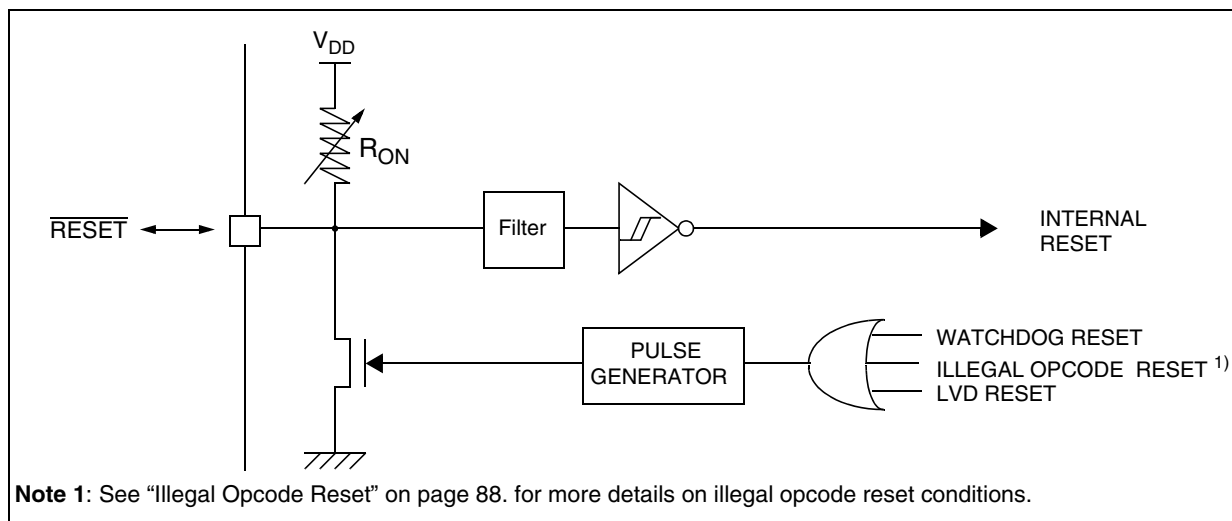 VDD
RON
RESET
Filter
INTERNAL
RESET
PULSE
GENERATOR
WATCHDOG RESET
ILLEGAL OPCODE RESET 1)
LVD RESET
Note 1: See “Illegal Opcode Reset” on page 88. for more details on illegal opcode reset conditions.